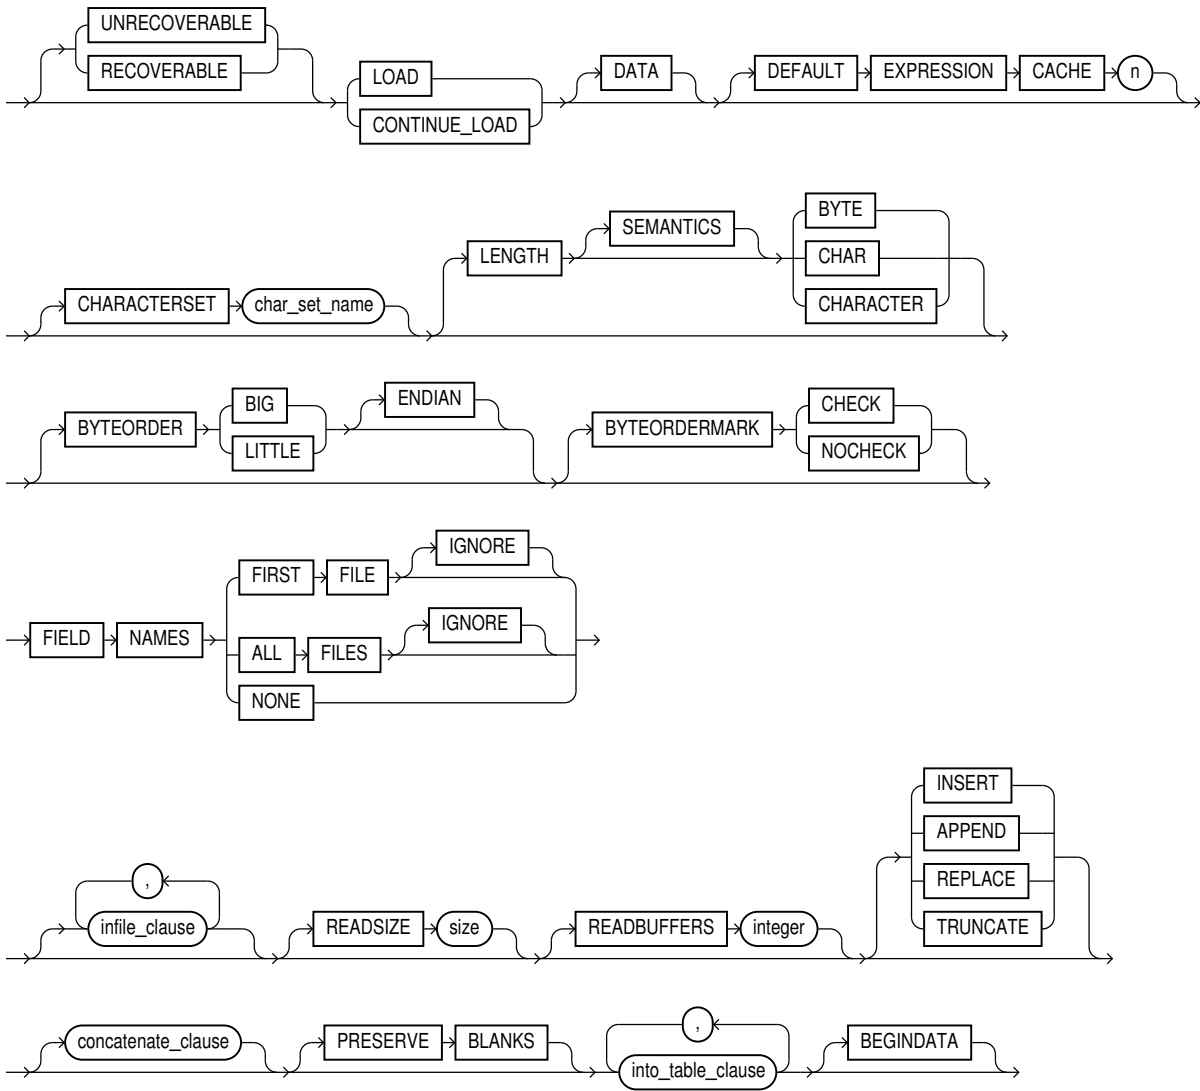 UNRECOVERABLE
RECOVERABLE
LOAD
CONTINUE_LOAD
DATA
DEFAULT EXPRESSION CACHE n
CHARACTERSET char_set_name
LENGTH
SEMANTICS
BYTE
CHAR
CHARACTER
BYTEORDER
BIG
LITTLE
ENDIAN
BYTEORDERMARK
CHECK
NOCHECK
FIELD NAMES
FIRST FILE
IGNORE
ALL FILES
IGNORE
NONE
,
infile_clause
READSIZE size
READBUFFERS integer
INSERT
APPEND
REPLACE
TRUNCATE
concatenate_clause
PRESERVE BLANKS
,
into_table_clause
BEGINDATA